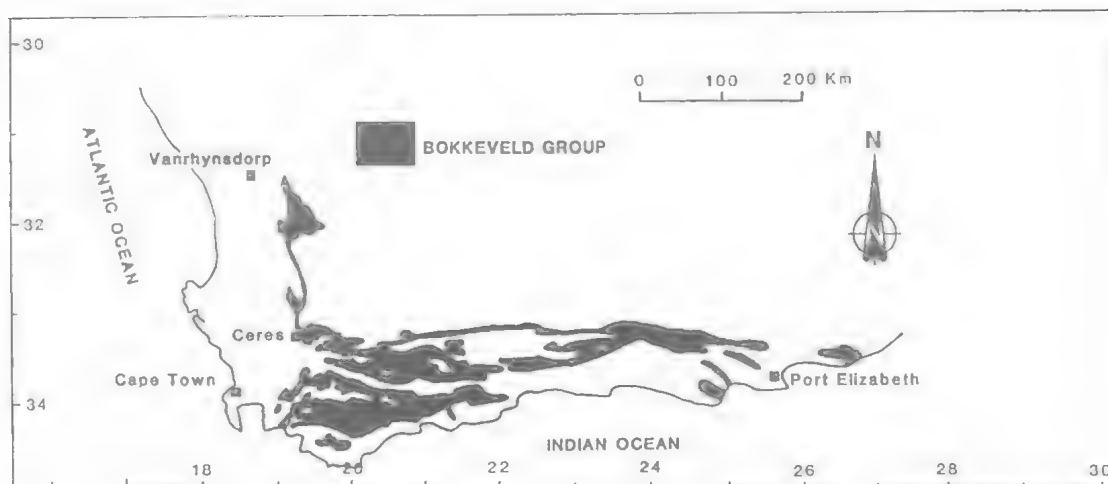 30
0 100 200 Km
N
BOKKEVELD GROUP
Vanrhynsdorp
ATLANTIC OCEAN
32
N
Ceres
Cape Town
Port Elizabeth
34
INDIAN OCEAN
18 20 22 24 26 28 30